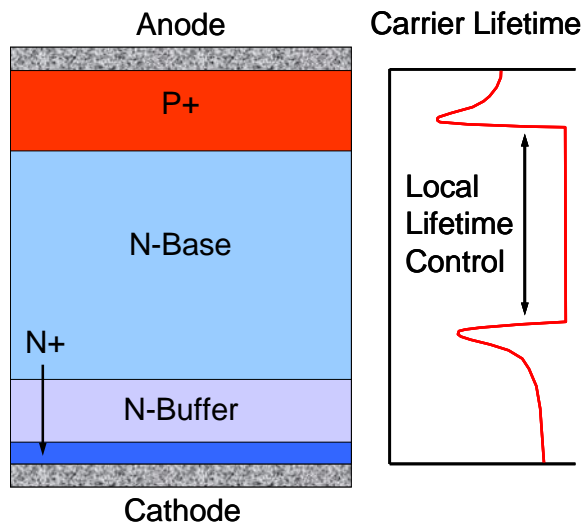 Anode
Carrier Lifetime
P+
N-Base
Local
Lifetime
Control
N+
N-Buffer
Cathode